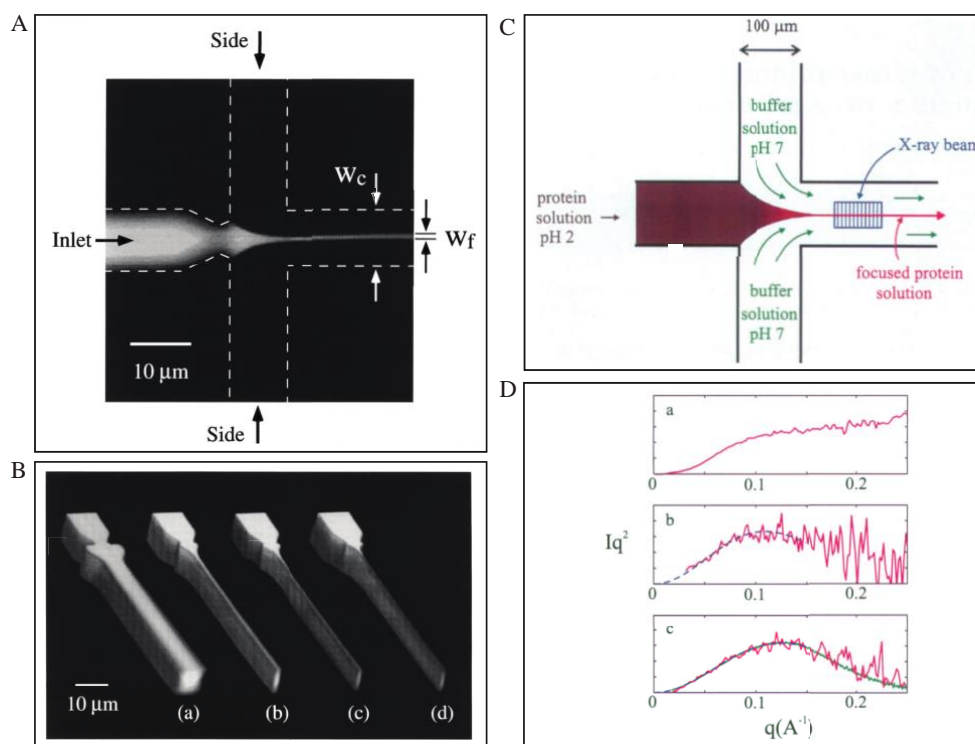 A
Side
Wc
Inlet
Wf
10 µm
Side
B
10 µm
(a)
(b)
(c)
(d)
C
100 µm
buffer
solution
pH 7
X-ray beam
protein
solution
pH 2
focused protein
solution
buffer
solution
pH 7
D
a
0
0.1
0.2
b
Iq²
0
0.1
0.2
c
0
0.1
0.2
q(A⁻¹)